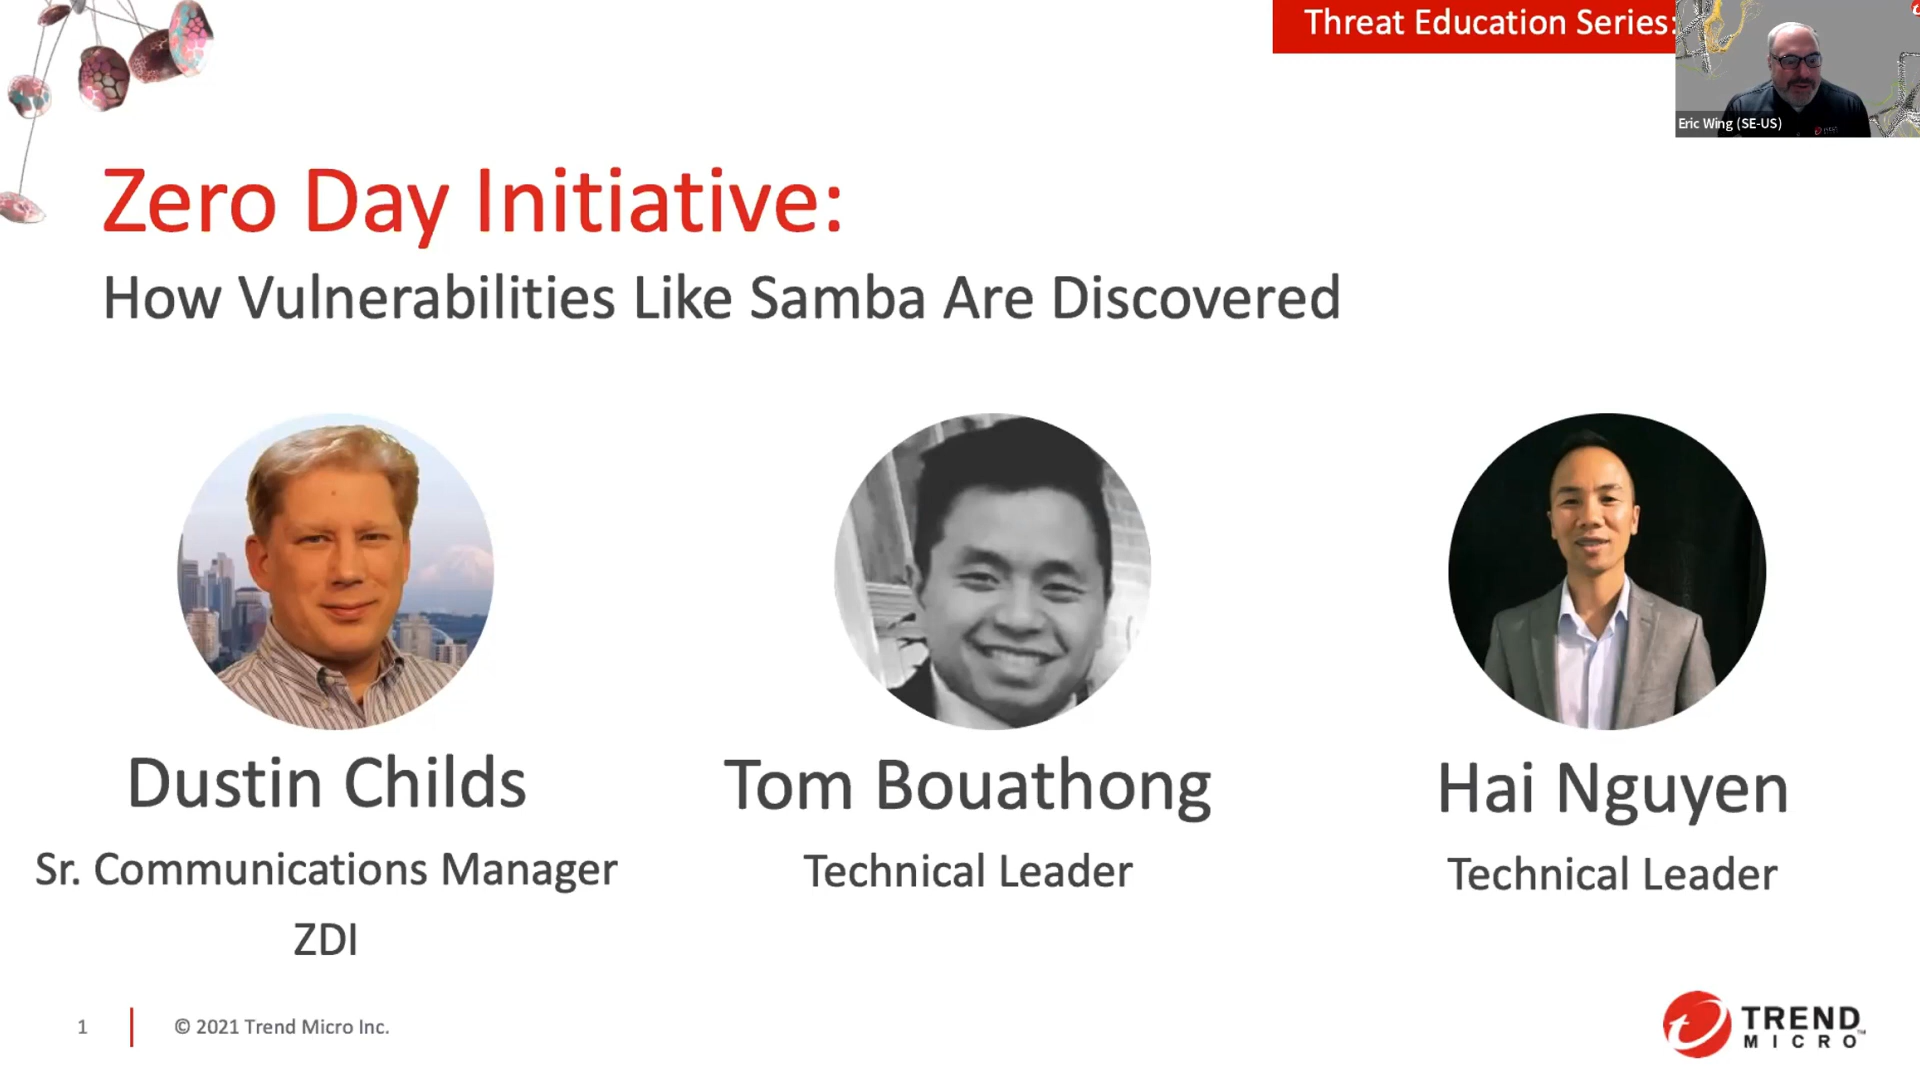 Threat Education Series:
Eric Wing (SE-US)
Zero Day Initiative:
How Vulnerabilities Like Samba Are Discovered
Dustin Childs
Sr. Communications Manager
ZDI
Tom Bouathong
Technical Leader
Hai Nguyen
Technical Leader
1
© 2021 Trend Micro Inc.
TREND
MICRO™